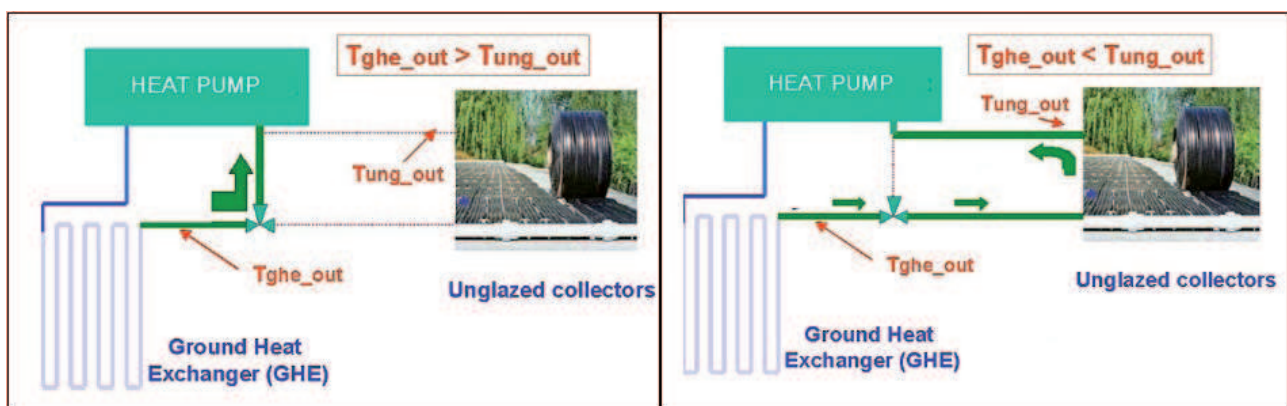 Tghe_out > Tung_out
HEAT PUMP
Tung_out
Tghe_out
Unglazed collectors
Ground Heat
Exchanger (GHE)
Tghe_out < Tung_out
HEAT PUMP
Tung_out
Tghe_out
Unglazed collectors
Ground Heat
Exchanger (GHE)